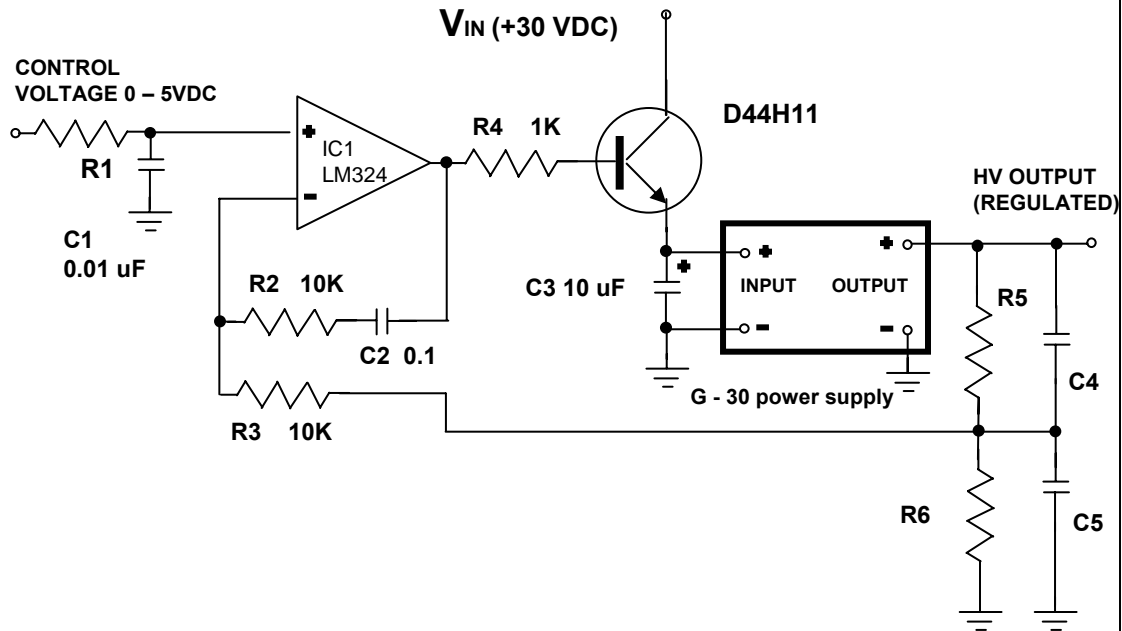 VIN (+30 VDC)
CONTROL
VOLTAGE 0 – 5VDC
D44H11
R4 1K
+
IC1
LM324
-
R1
HV OUTPUT
(REGULATED)
C1
0.01 uF
+
+
+
C3 10 uF
INPUT OUTPUT
R5
R2 10K
-
-
C2 0.1
C4
G - 30 power supply
R3 10K
R6
C5